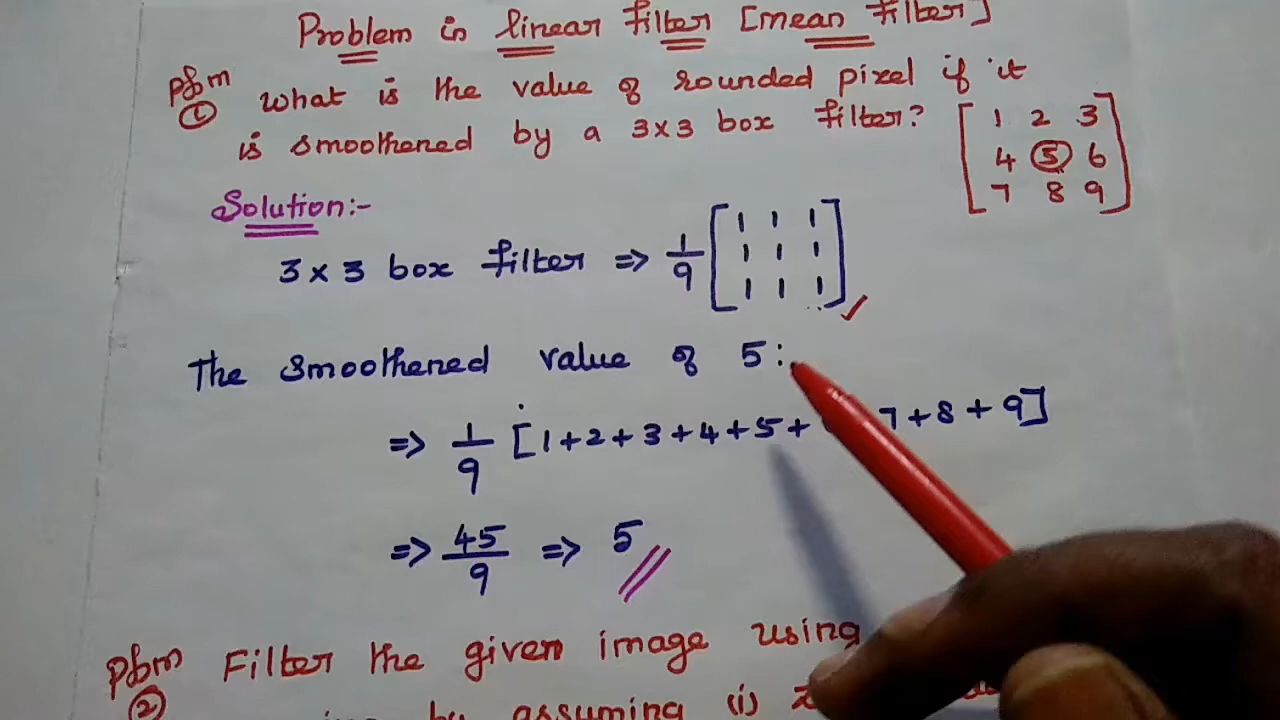 Problem in linear filter [mean filter]
Pbm ① What is the value of rounded pixel if it
is smoothened by a 3x3 box filter?
[1 2 3
4 ⑤ 6
7 8 9]
Solution:-
3 x 3 box filter => 1/9 [1 1 1
1 1 1
1 1 1] ✓
The smoothened value of 5:
=> 1/9 [1+2+3+4+5+ 7+8+9]
=> 45/9 => 5 //
Pbm ② Filter the given image using
by assuming (i)